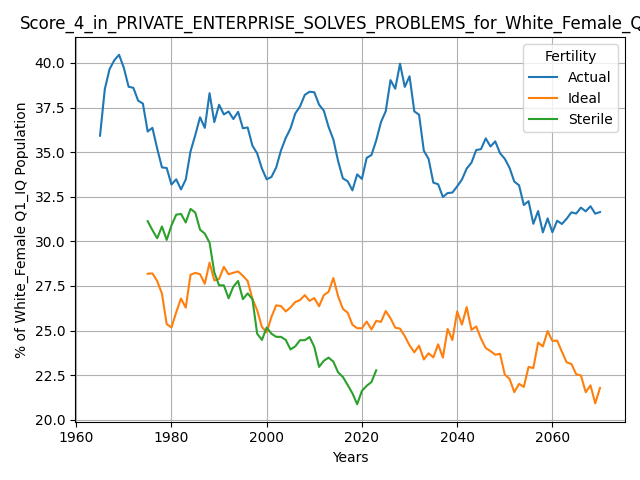 Score_4_in_PRIVATE_ENTERPRISE_SOLVES_PROBLEMS_for_White_Female_Q
Fertility
Actual
Ideal
Sterile
% of White_Female Q1_IQ Population
40.0
37.5
35.0
32.5
30.0
27.5
25.0
22.5
20.0
1960
1980
2000
2020
2040
2060
Years